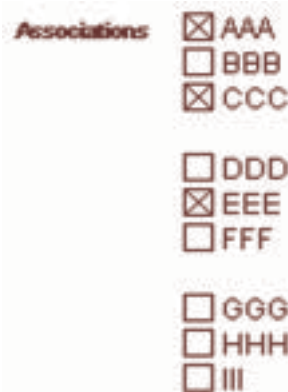 Associations ☒ AAA
☐ BBB
☒ CCC
☐ DDD
☒ EEE
☐ FFF
☐ GGG
☐ HHH
☐ III